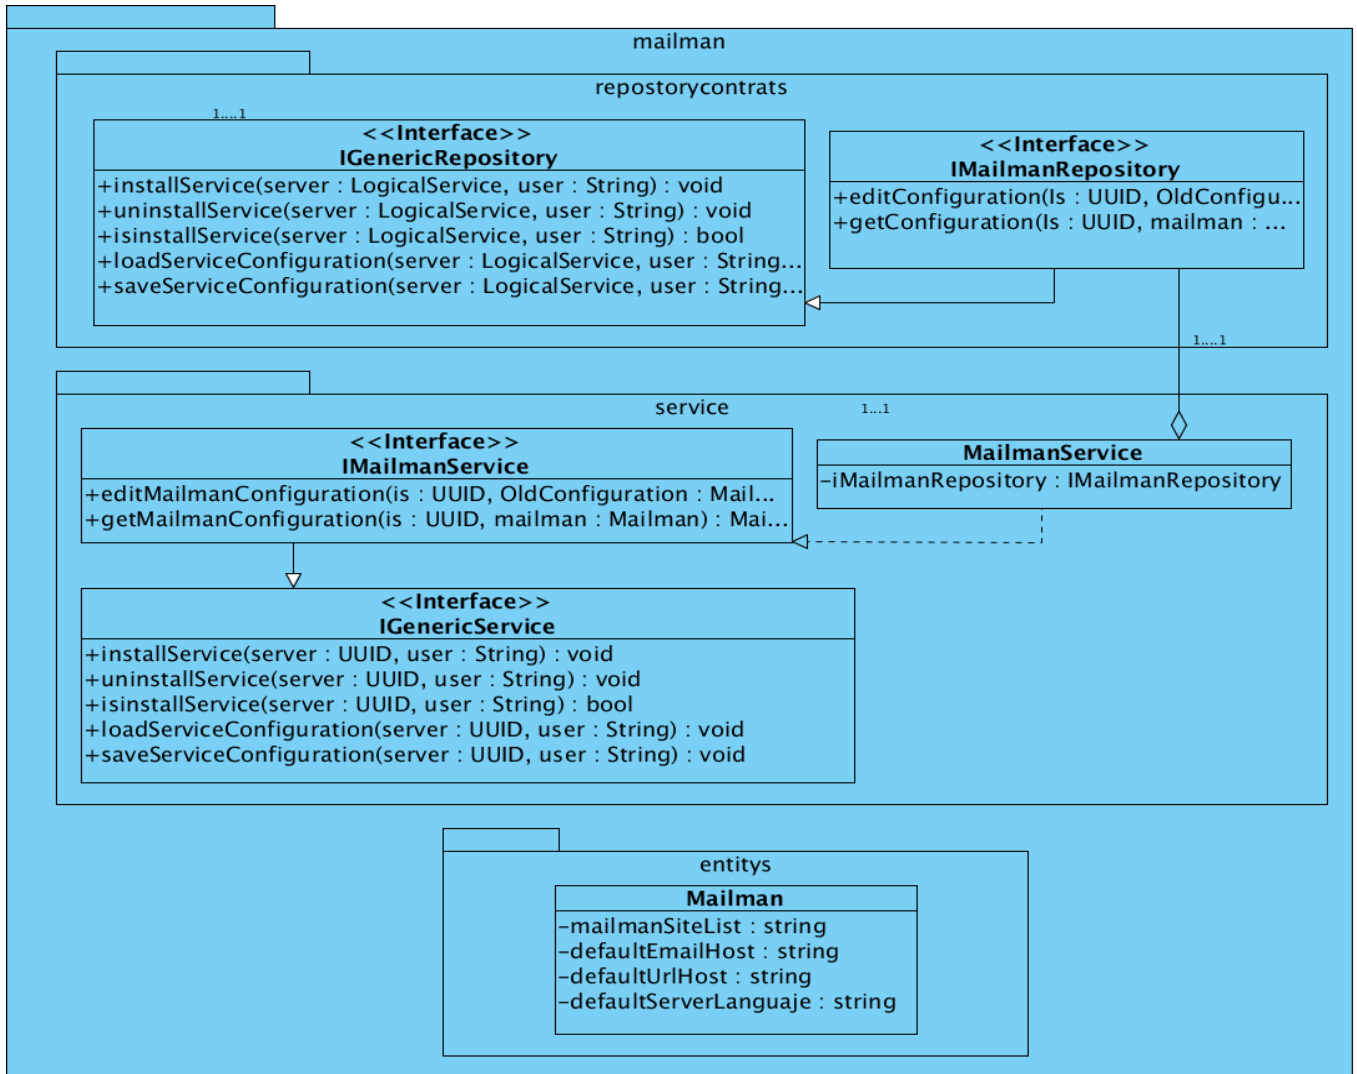 mailman
repostorycontrats
1....1
<<Interface>>
IGenericRepository
+installService(server : LogicalService, user : String) : void
+uninstallService(server : LogicalService, user : String) : void
+isinstallService(server : LogicalService, user : String) : bool
+loadServiceConfiguration(server : LogicalService, user : String...
+saveServiceConfiguration(server : LogicalService, user : String...
<<Interface>>
IMailmanRepository
+editConfiguration(Is : UUID, OldConfigu...
+getConfiguration(Is : UUID, mailman : ...
1....1
service
1...1
<<Interface>>
IMailmanService
+editMailmanConfiguration(is : UUID, OldConfiguration : Mail...
+getMailmanConfiguration(is : UUID, mailman : Mailman) : Mai...
MailmanService
-iMailmanRepository : IMailmanRepository
<<Interface>>
IGenericService
+installService(server : UUID, user : String) : void
+uninstallService(server : UUID, user : String) : void
+isinstallService(server : UUID, user : String) : bool
+loadServiceConfiguration(server : UUID, user : String) : void
+saveServiceConfiguration(server : UUID, user : String) : void
entitys
Mailman
-mailmanSiteList : string
-defaultEmailHost : string
-defaultUrlHost : string
-defaultServerLanguaje : string